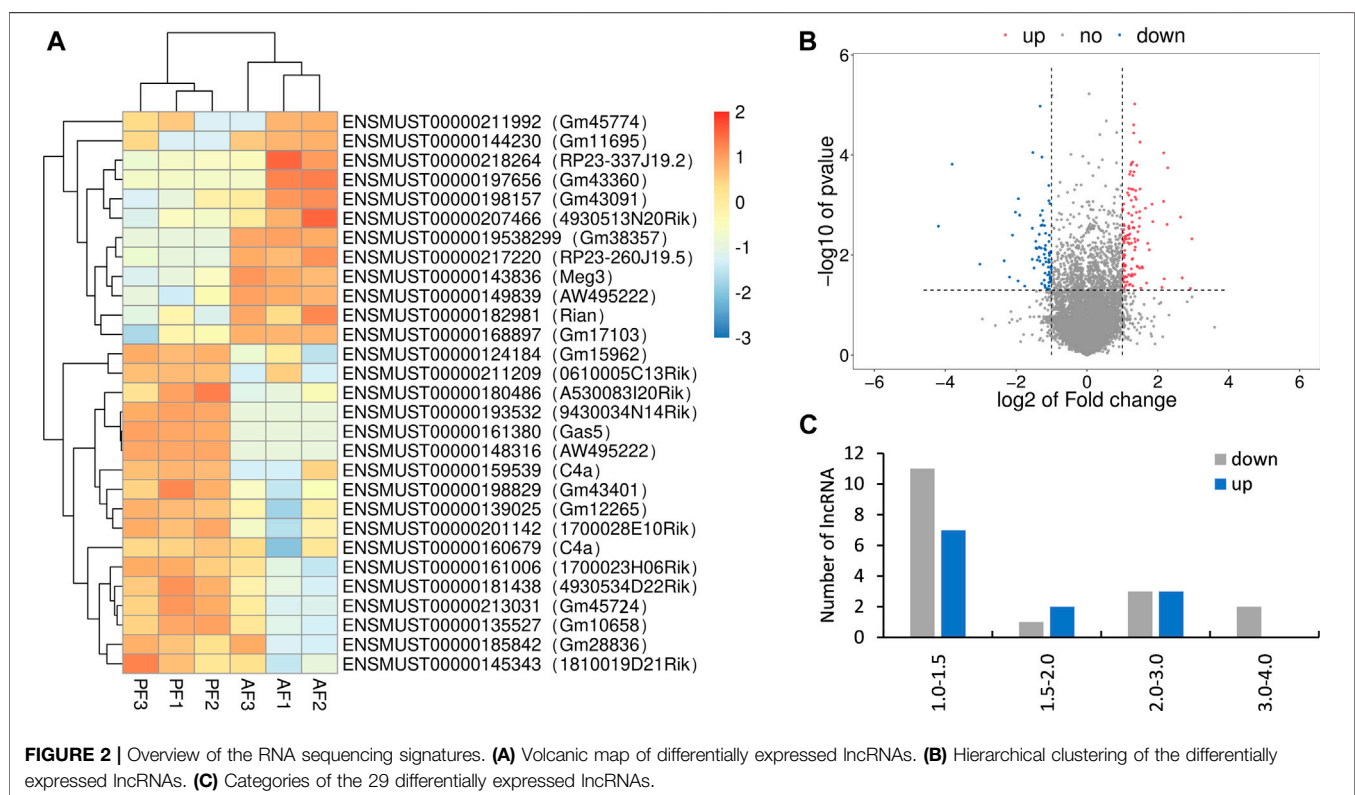 A
ENSMUST00000211992 (Gm45774)
ENSMUST00000144230 (Gm11695)
ENSMUST00000218264 (RP23-337J19.2)
ENSMUST00000197656 (Gm43360)
ENSMUST00000198157 (Gm43091)
ENSMUST00000207466 (4930513N20Rik)
ENSMUST0000019538299 (Gm38357)
ENSMUST00000217220 (RP23-260J19.5)
ENSMUST00000143836 (Meg3)
ENSMUST00000149839 (AW495222)
ENSMUST00000182981 (Rian)
ENSMUST00000168897 (Gm17103)
ENSMUST00000124184 (Gm15962)
ENSMUST00000211209 (0610005C13Rik)
ENSMUST00000180486 (A530083I20Rik)
ENSMUST00000193532 (9430034N14Rik)
ENSMUST00000161380 (Gas5)
ENSMUST00000148316 (AW495222)
ENSMUST00000159539 (C4a)
ENSMUST00000198829 (Gm43401)
ENSMUST00000139025 (Gm12265)
ENSMUST00000201142 (1700028E10Rik)
ENSMUST00000160679 (C4a)
ENSMUST00000161006 (1700023H06Rik)
ENSMUST00000181438 (4930534D22Rik)
ENSMUST00000213031 (Gm45724)
ENSMUST00000135527 (Gm10658)
ENSMUST00000185842 (Gm28836)
ENSMUST00000145343 (1810019D21Rik)
PF3 PF1 PF2 AF3 AF1 AF2
2
1
0
-1
-2
-3
B
up no down
−log10 of pvalue
6
4
2
0
-6 -4 -2 0 2 4 6
log2 of Fold change
C
down
up
Number of lncRNA
12
10
8
6
4
2
0
1.0-1.5 1.5-2.0 2.0-3.0 3.0-4.0
FIGURE 2 | Overview of the RNA sequencing signatures. (A) Volcanic map of differentially expressed lncRNAs. (B) Hierarchical clustering of the differentially
expressed lncRNAs. (C) Categories of the 29 differentially expressed lncRNAs.